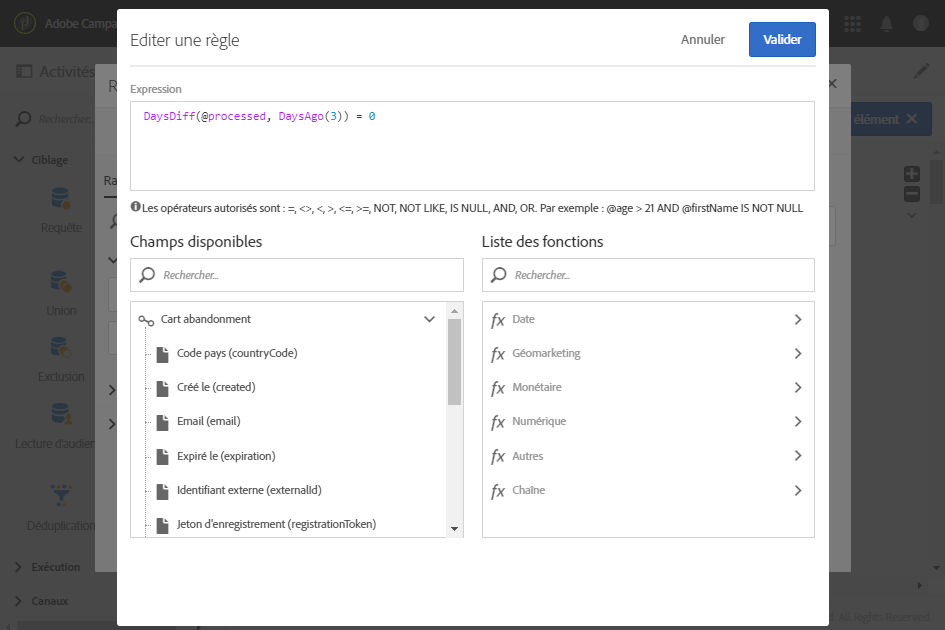 Adobe Campa
Editer une règle
Annuler
Valider
Activités
R
Expression
DaysDiff(@processed, DaysAgo(3)) = 0
Rechercher...
élément
Ciblage
Ra
Requête
Les opérateurs autorisés sont : =, <>, <, >, <=, >=, NOT, NOT LIKE, IS NULL, AND, OR. Par exemple : @age > 21 AND @firstName IS NOT NULL
Champs disponibles
Liste des fonctions
Rechercher...
Rechercher...
Union
Cart abandonment
Date
Code pays (countryCode)
Géomarketing
Exclusion
Créé le (created)
Monétaire
Email (email)
Numérique
Lecture d'audien
Expiré le (expiration)
Autres
Identifiant externe (externalId)
Chaîne
Déduplication
Jeton d'enregistrement (registrationToken)
Exécution
Canaux
All Rights Reserved.